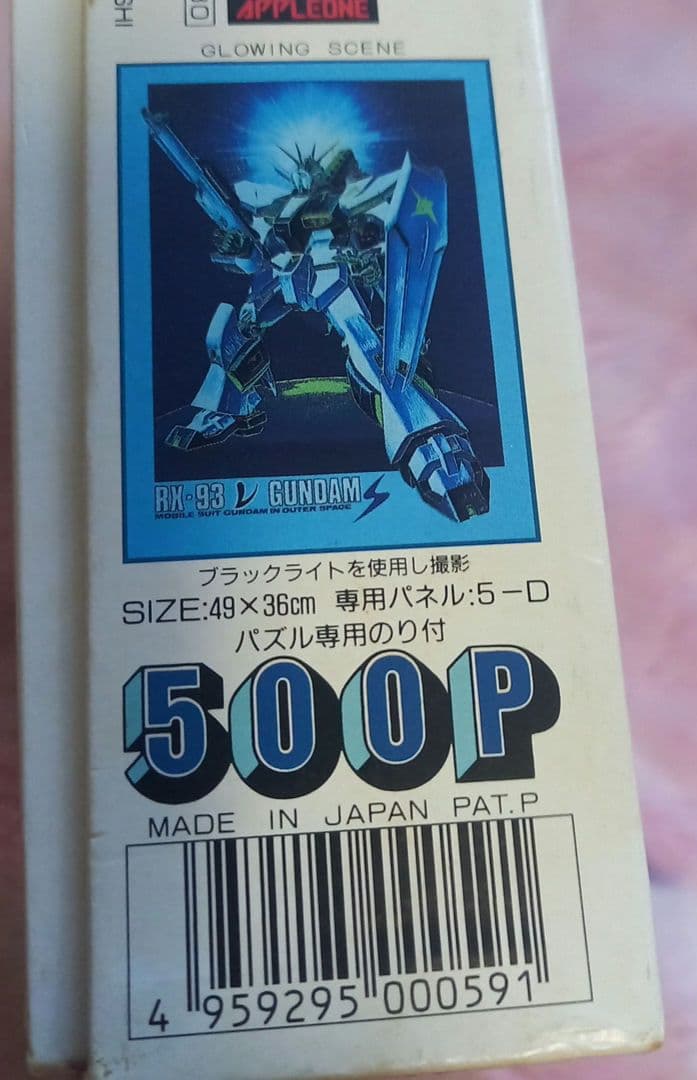 APPLEONE
GLOWING SCENE
RX-93 ν GUNDAM
MOBILE SUIT GUNDAM IN OUTER SPACE
ブラックライトを使用し撮影
SIZE:49×36cm 専用パネル:5-D
パズル専用のり付
500P
MADE IN JAPAN PAT.P
4 959295 000591